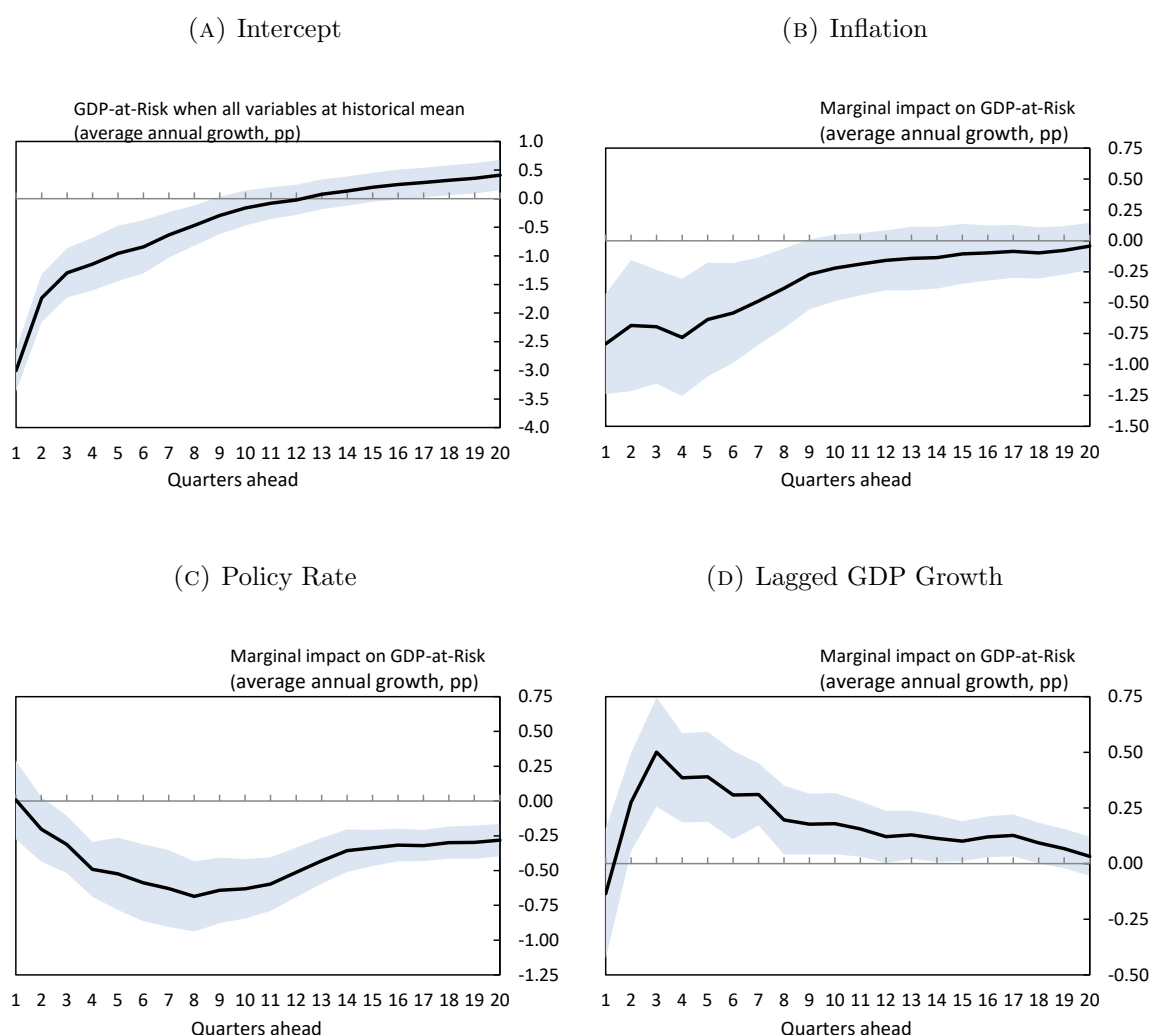 (A) Intercept
GDP-at-Risk when all variables at historical mean
(average annual growth, pp)
1.0
0.5
0.0
-0.5
-1.0
-1.5
-2.0
-2.5
-3.0
-3.5
-4.0
1 2 3 4 5 6 7 8 9 10 11 12 13 14 15 16 17 18 19 20
Quarters ahead
(B) Inflation
Marginal impact on GDP-at-Risk
(average annual growth, pp)
0.75
0.50
0.25
0.00
-0.25
-0.50
-0.75
-1.00
-1.25
-1.50
1 2 3 4 5 6 7 8 9 10 11 12 13 14 15 16 17 18 19 20
Quarters ahead
(C) Policy Rate
Marginal impact on GDP-at-Risk
(average annual growth, pp)
0.75
0.50
0.25
0.00
-0.25
-0.50
-0.75
-1.00
-1.25
1 2 3 4 5 6 7 8 9 10 11 12 13 14 15 16 17 18 19 20
Quarters ahead
(D) Lagged GDP Growth
Marginal impact on GDP-at-Risk
(average annual growth, pp)
0.75
0.50
0.25
0.00
-0.25
-0.50
1 2 3 4 5 6 7 8 9 10 11 12 13 14 15 16 17 18 19 20
Quarters ahead